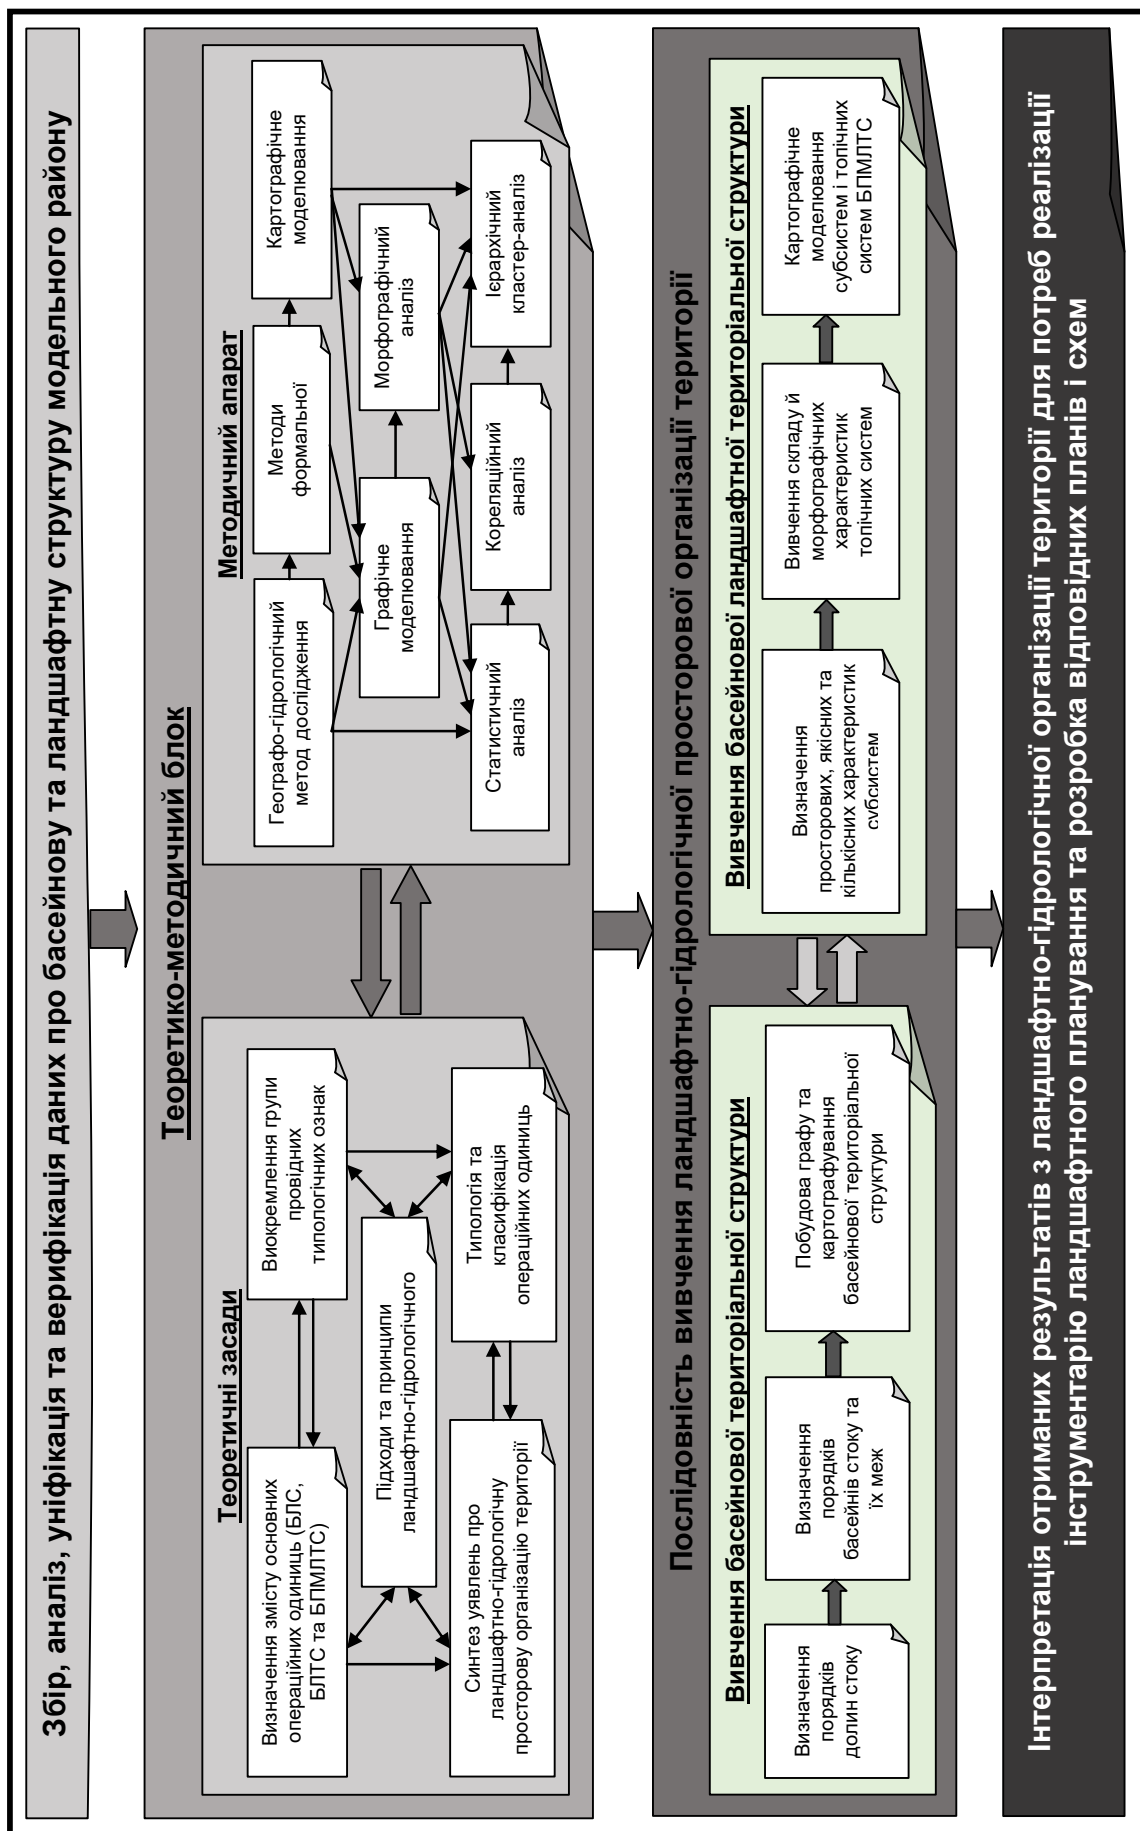 Збір, аналіз, уніфікація та верифікація даних про басейнову та ландшафтну структуру модельного району
Теоретико-методичний блок
Теоретичні засади
Визначення змісту основних
операційних одиниць (БЛС,
БЛТС та БПМЛТС)
Виокремлення групи
провідних
типологічних ознак
Підходи та принципи
ландшафтно-гідрологічного
Синтез уявлень про
ландшафтно-гідрологічну
просторову організацію території
Типологія та
класифікація
операційних одиниць
Методичний апарат
Географо-гідрологічний
метод дослідження
Методи
формальної
Картографічне
моделювання
Графічне
моделювання
Морфографічний
аналіз
Статистичний
аналіз
Кореляційний
аналіз
Ієрархічний
кластер-аналіз
Послідовність вивчення ландшафтно-гідрологічної просторової організації території
Вивчення басейнової територіальної структури
Визначення
порядків
долин стоку
Визначення
порядків
басейнів стоку та
їх меж
Побудова графу та
картографування
басейнової територіальної
структури
Вивчення басейнової ландшафтної територіальної структури
Визначення
просторових, якісних та
кількісних характеристик
субсистем
Вивчення складу й
морфографічних
характеристик
топічних систем
Картографічне
моделювання
субсистем і топічних
систем БПМЛТС
Інтерпретація отриманих результатів з ландшафтно-гідрологічної організації території для потреб реалізації
інструментарію ландшафтного планування та розробка відповідних планів і схем